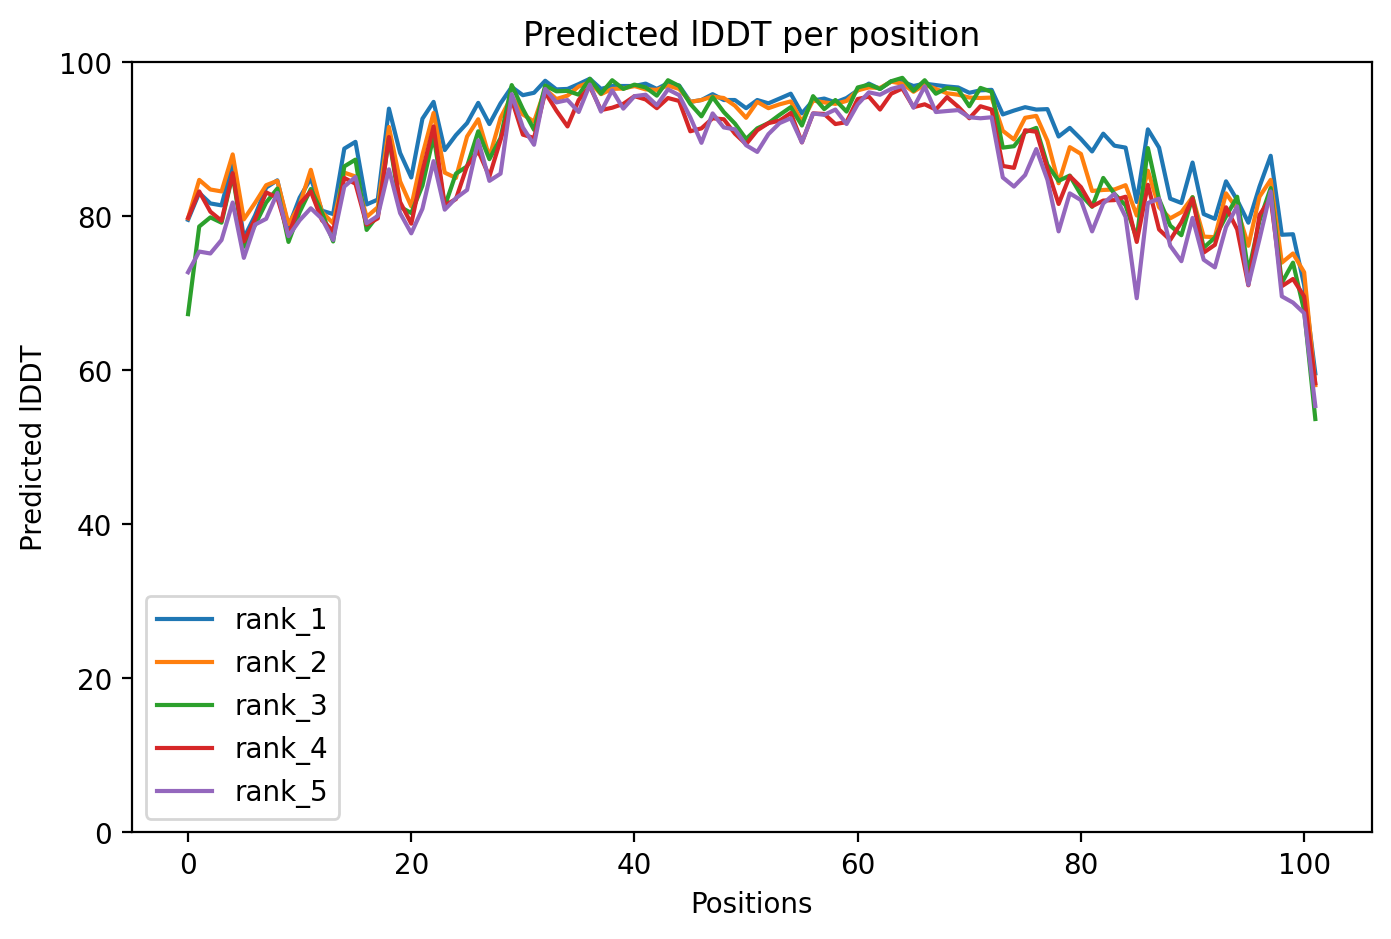 Predicted lDDT per position
100
80
60
40
20
0
Predicted lDDT
rank_1
rank_2
rank_3
rank_4
rank_5
0 20 40 60 80 100
Positions